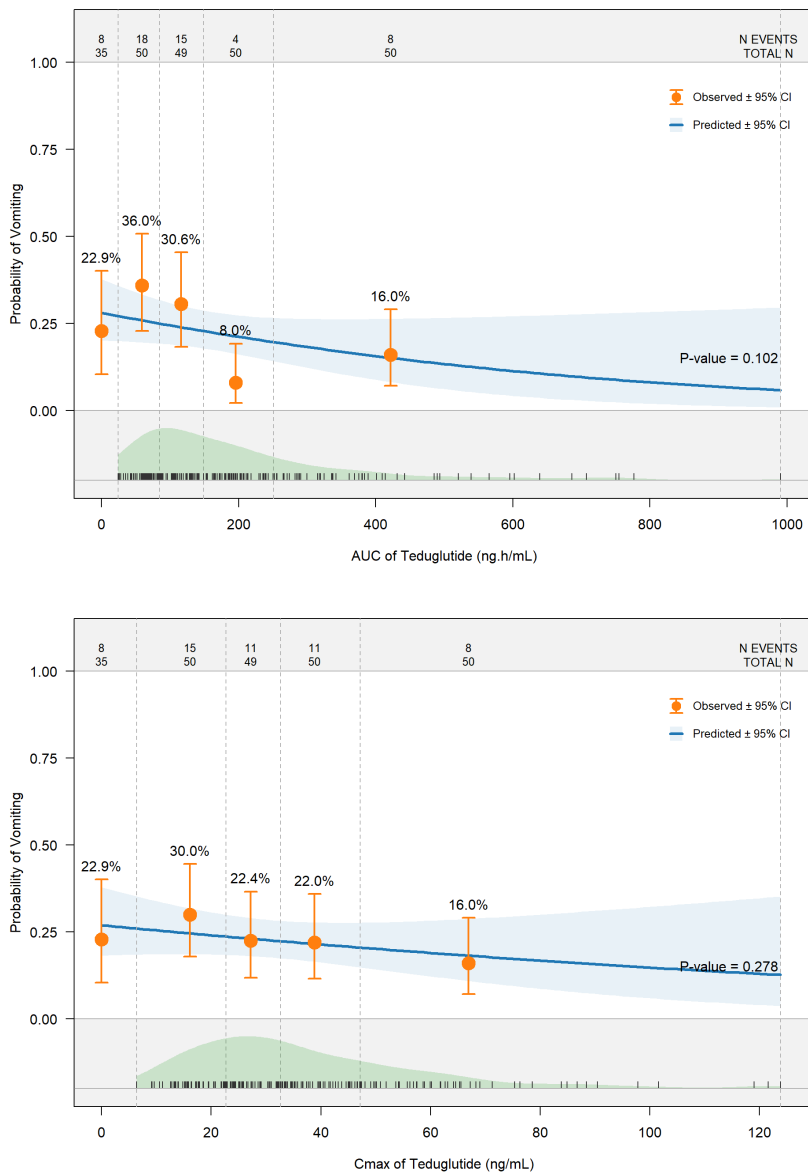 8 18 15 4 8 N EVENTS
35 50 49 50 50 TOTAL N
1.00
Observed ± 95% CI
Predicted ± 95% CI
0.75
36.0%
0.50
30.6%
22.9%
16.0%
8.0%
0.25
P-value = 0.102
0.00
Probability of Vomiting
0 200 400 600 800 1000
AUC of Teduglutide (ng.h/mL)
8 15 11 11 8 N EVENTS
35 50 49 50 50 TOTAL N
1.00
Observed ± 95% CI
Predicted ± 95% CI
0.75
0.50
30.0%
22.9%
22.4%
22.0%
16.0%
0.25
P-value = 0.278
0.00
Probability of Vomiting
0 20 40 60 80 100 120
Cmax of Teduglutide (ng/mL)